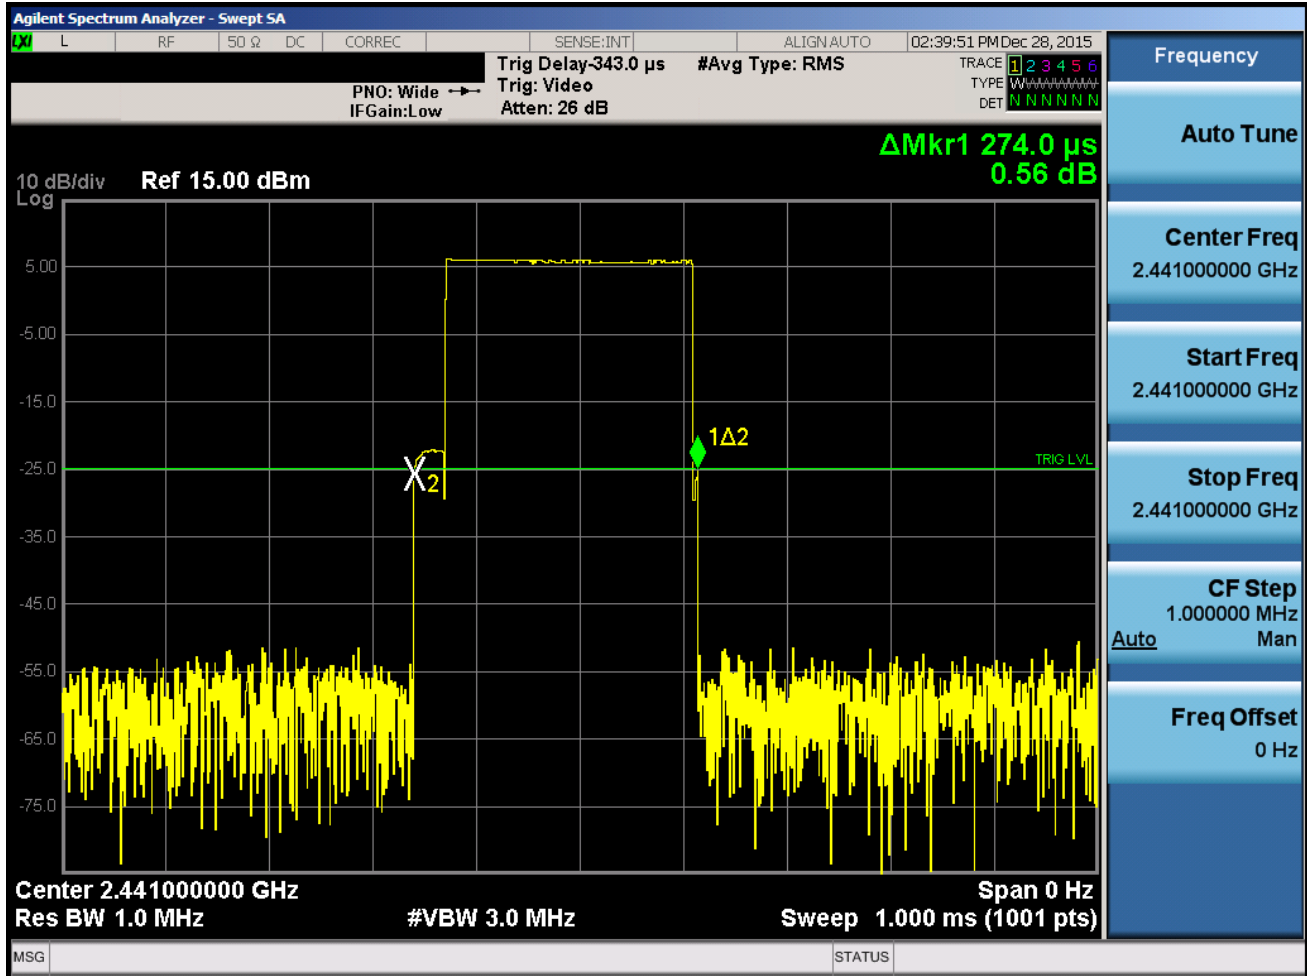 Agilent Spectrum Analyzer - Swept SA
LXI L RF 50 Ω DC CORREC SENSE:INT ALIGN AUTO 02:39:51 PM Dec 28, 2015
Trig Delay-343.0 µs #Avg Type: RMS TRACE 1 2 3 4 5 6
PNO: Wide Trig: Video TYPE WWWWWW
IFGain:Low Atten: 26 dB DET N N N N N N
ΔMkr1 274.0 µs
0.56 dB
10 dB/div Ref 15.00 dBm
Log
5.00
-5.00
-15.0
-25.0
-35.0
-45.0
-55.0
-65.0
-75.0
1Δ2
TRIG LVL
X2
Center 2.441000000 GHz Span 0 Hz
Res BW 1.0 MHz #VBW 3.0 MHz Sweep 1.000 ms (1001 pts)
MSG STATUS
Frequency
Auto Tune
Center Freq
2.441000000 GHz
Start Freq
2.441000000 GHz
Stop Freq
2.441000000 GHz
CF Step
1.000000 MHz
Auto Man
Freq Offset
0 Hz